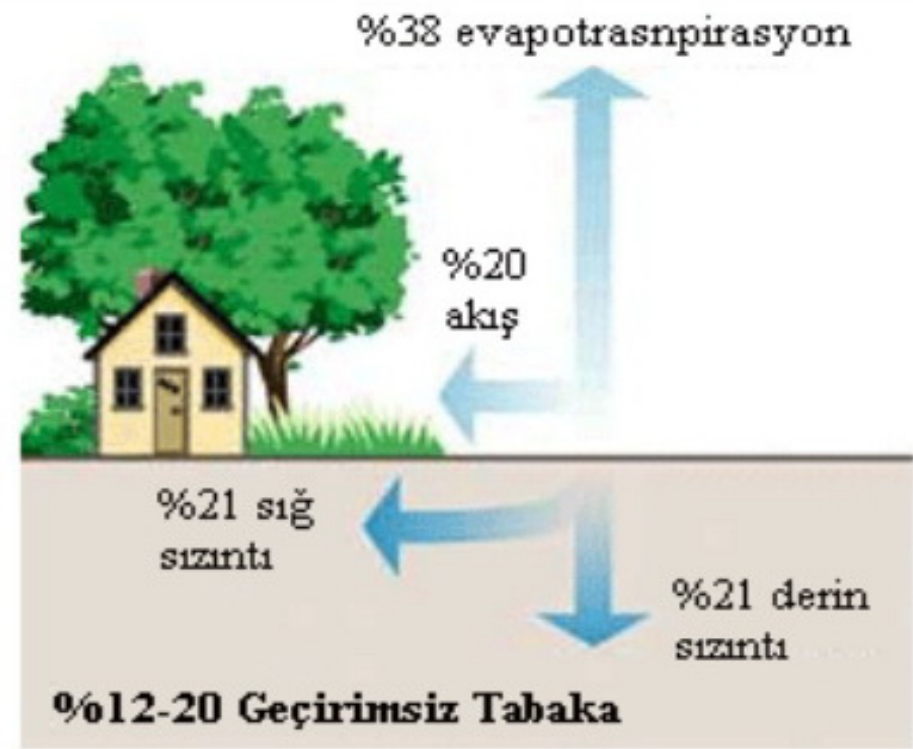 %38 evapotrasnpirasyon
%20
akış
%21 sığ
sızıntı
%21 derin
sızıntı
%12-20 Geçirimsiz Tabaka